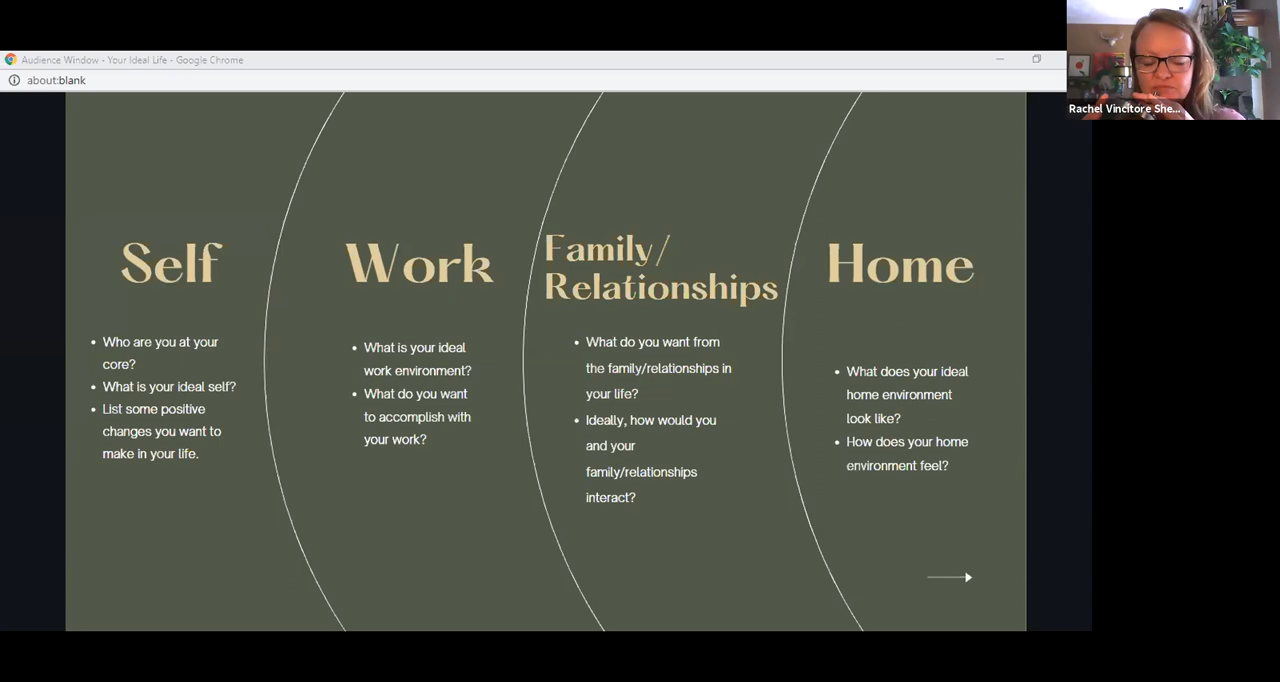 Audience Window - Your Ideal Life - Google Chrome
about:blank
Rachel Vincitore She...
Self
• Who are you at your
core?
• What is your ideal self?
• List some positive
changes you want to
make in your life.
Work
• What is your ideal
work environment?
• What do you want
to accomplish with
your work?
Family/
Relationships
• What do you want from
the family/relationships in
your life?
• Ideally, how would you
and your
family/relationships
interact?
Home
• What does your ideal
home environment
look like?
• How does your home
environment feel?